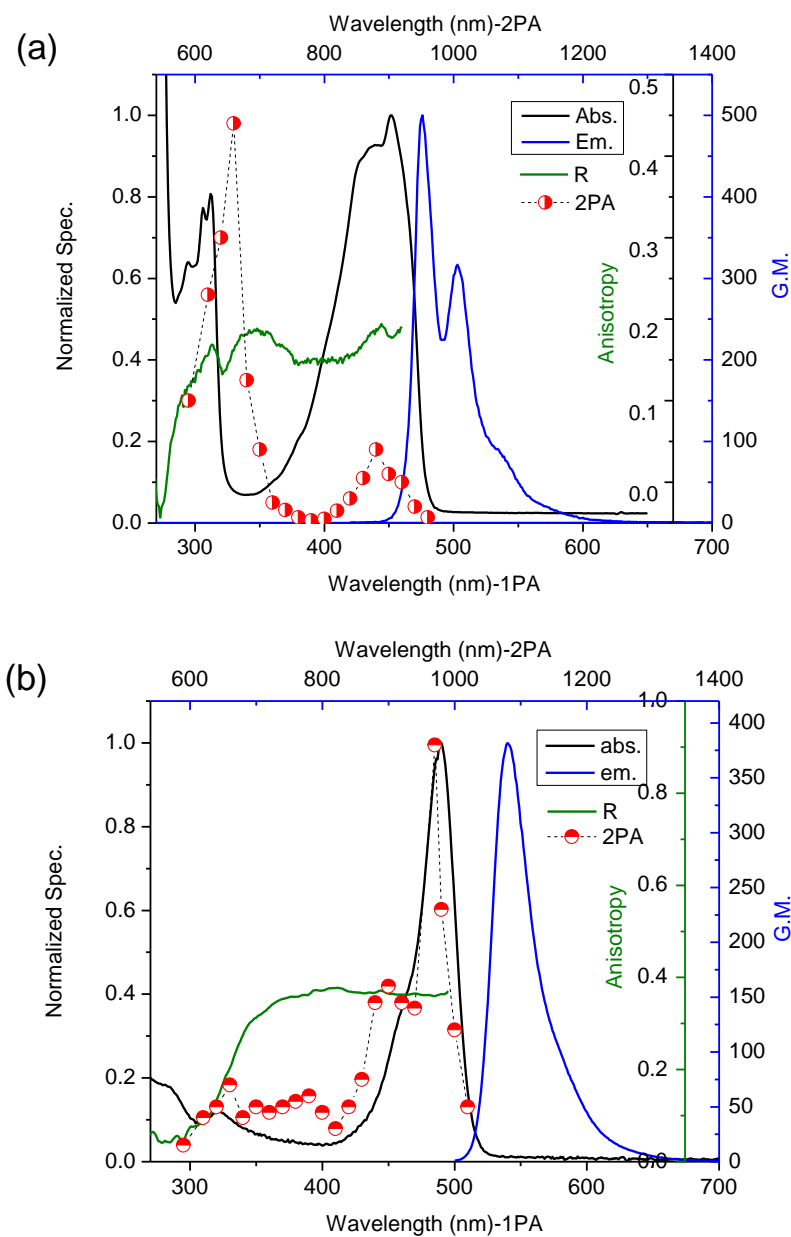 Wavelength (nm)-2PA
(a)
600 800 1000 1200 1400
Abs.
Em.
R
2PA
Normalized Spec.
1.0
0.8
0.6
0.4
0.2
0.0
Anisotropy
0.5
0.4
0.3
0.2
0.1
0.0
G.M.
500
400
300
200
100
0
300 400 500 600 700
Wavelength (nm)-1PA
Wavelength (nm)-2PA
(b)
600 800 1000 1200 1400
abs.
em.
R
2PA
Normalized Spec.
1.0
0.8
0.6
0.4
0.2
0.0
Anisotropy
1.0
0.8
0.6
0.4
0.2
0.0
G.M.
400
350
300
250
200
150
100
50
0
300 400 500 600 700
Wavelength (nm)-1PA